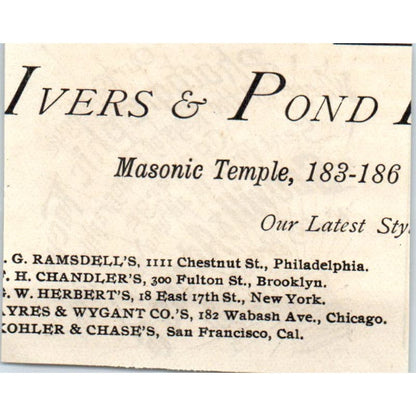 IVERS & POND
Masonic Temple, 183-186
Our Latest
G. RAMSDELL'S, 1111 Chestnut St., Philadelphia.
H. CHANDLER'S, 300 Fulton St., Brooklyn.
W. HERBERT'S, 18 East 17th St., New York.
AYRES & WYGANT CO.'S, 182 Wabash Ave., Chicago.
KOHLER & CHASE'S, San Francisco, Cal.